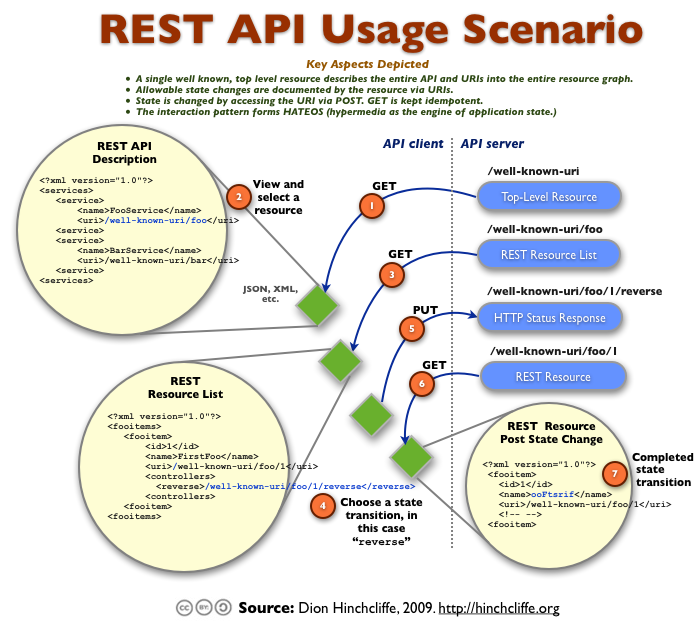 REST API Usage Scenario
Key Aspects Depicted
• A single well known, top level resource describes the entire API and URIs into the entire resource graph.
• Allowable state changes are documented by the resource via URIs.
• State is changed by accessing the URI via POST. GET is kept idempotent.
• The interaction pattern forms HATEOS (hypermedia as the engine of application state.)
API client
API server
REST API
Description
<?xml version="1.0"?>
<services>
<service>
<name>FooService</name>
<uri>/well-known-uri/foo</uri>
<service>
<service>
<name>BarService</name>
<uri>/well-known-uri/bar</uri>
<service>
<services>
2
View and
select a
resource
JSON, XML,
etc.
GET
1
/well-known-uri
Top-Level Resource
GET
3
/well-known-uri/foo
REST Resource List
PUT
5
/well-known-uri/foo/1/reverse
HTTP Status Response
GET
6
/well-known-uri/foo/1
REST Resource
REST
Resource List
<?xml version="1.0"?>
<fooitems>
<fooitem>
<id>1</id>
<name>FirstFoo</name>
<uri>/well-known-uri/foo/1</uri>
<controllers>
<reverse>/well-known-uri/foo/1/reverse</reverse>
<controllers>
<fooitem>
<fooitems>
4
Choose a state
transition, in
this case
“reverse”
REST Resource
Post State Change
<?xml version="1.0"?>
<fooitem>
<id>1</id>
<name>ooFtsrif</name>
<uri>/well-known-uri/foo/1</uri>
<!-- -->
<fooitem>
7
Completed
state
transition
cc BY: Source: Dion Hinchcliffe, 2009. http://hinchcliffe.org